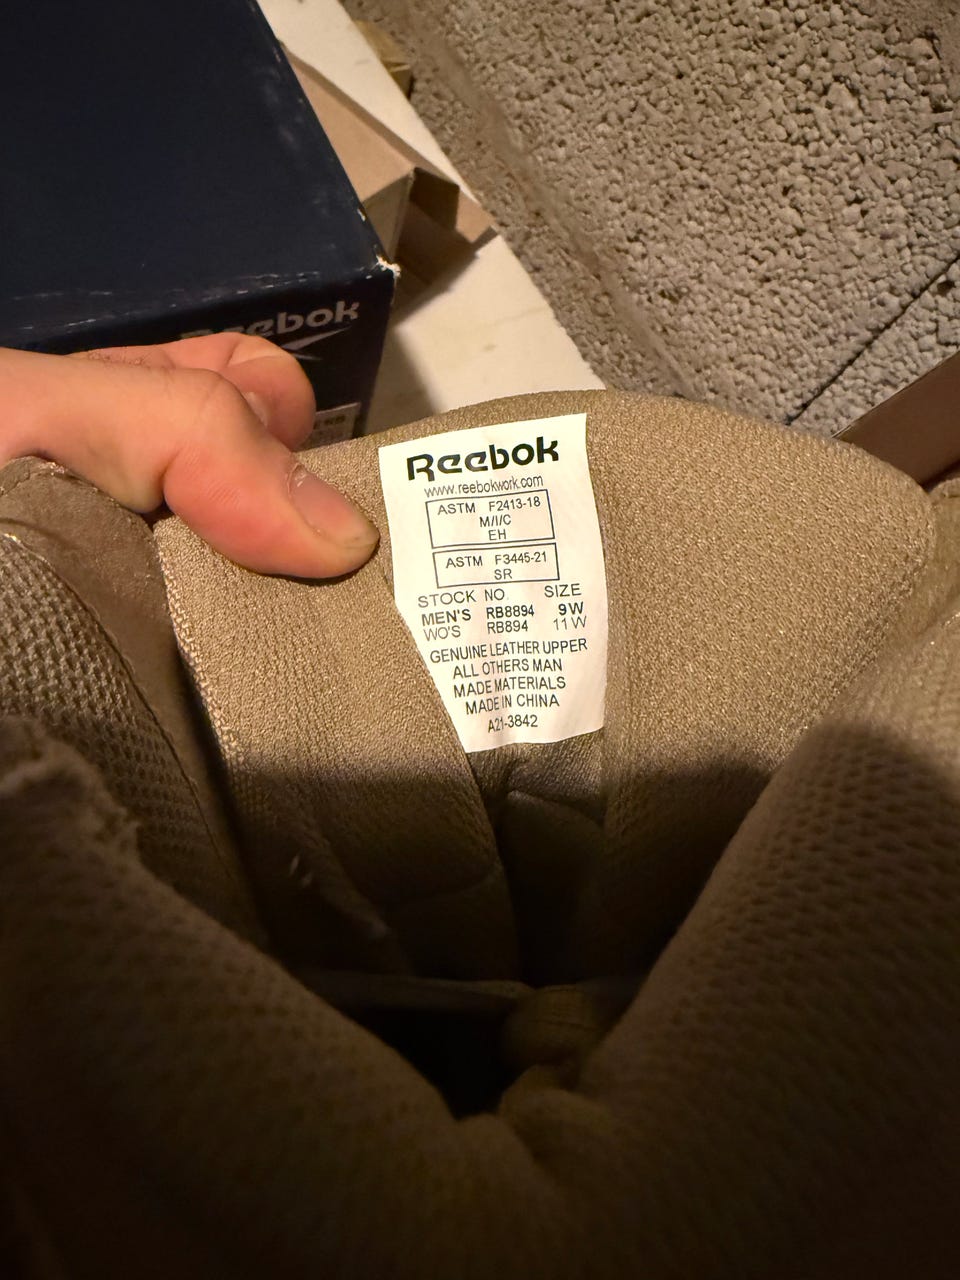 Reebok
Reebok
www.reebokwork.com
ASTM F2413-18
M/I/C
EH
ASTM F3445-21
SR
STOCK NO. SIZE
MEN'S RB8894 9W
WO'S RB894 11W
GENUINE LEATHER UPPER
ALL OTHERS MAN
MADE MATERIALS
MADE IN CHINA
A21-3842